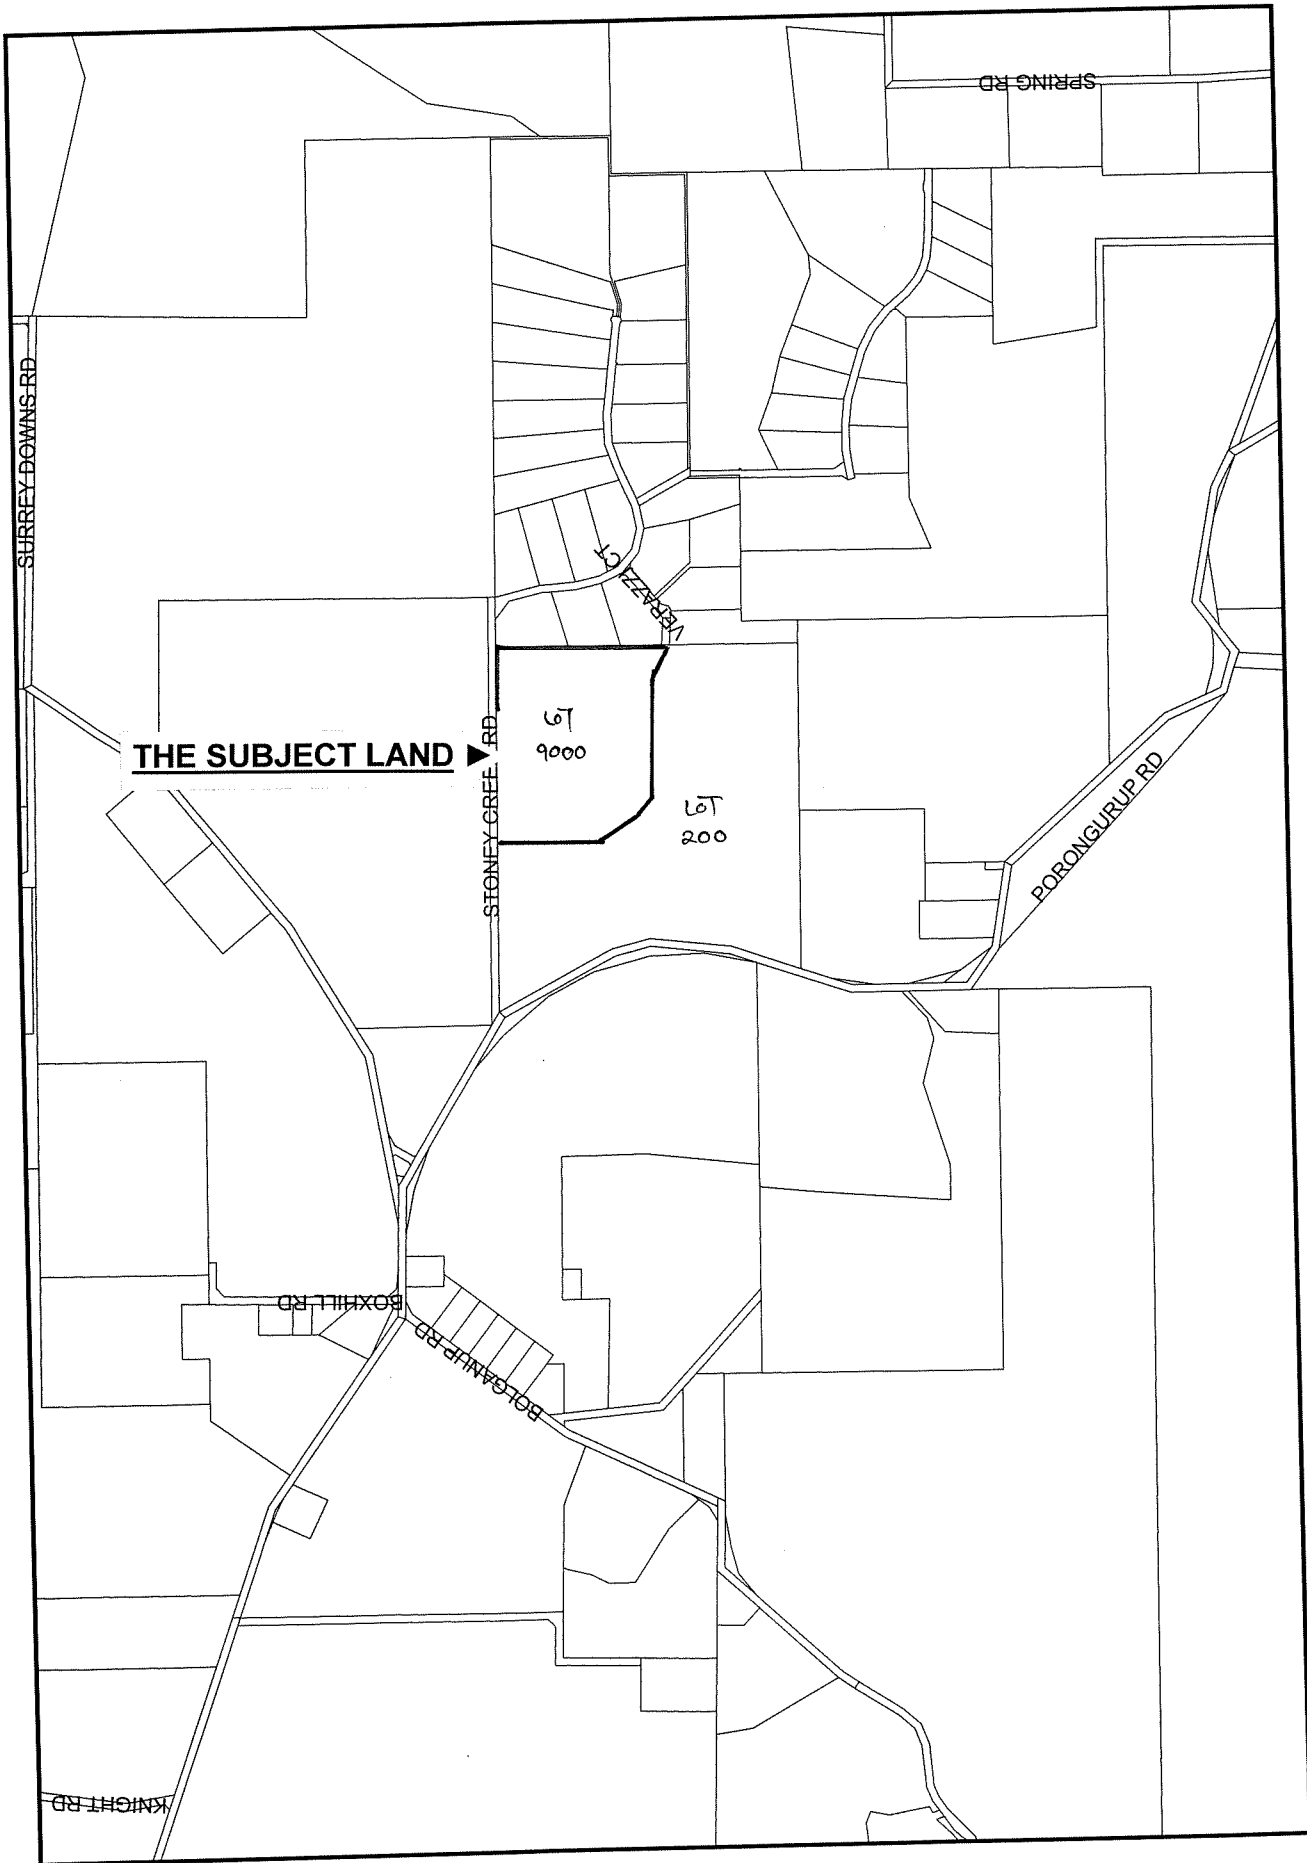 SPRING RD
SURREY DOWNS RD
VERAZZI CT
LOT
9000
THE SUBJECT LAND
STONEY CREE RD
LOT
200
PORONGURUP RD
BOXHILL RD
BOLGANUP RD
KNIGHT RD